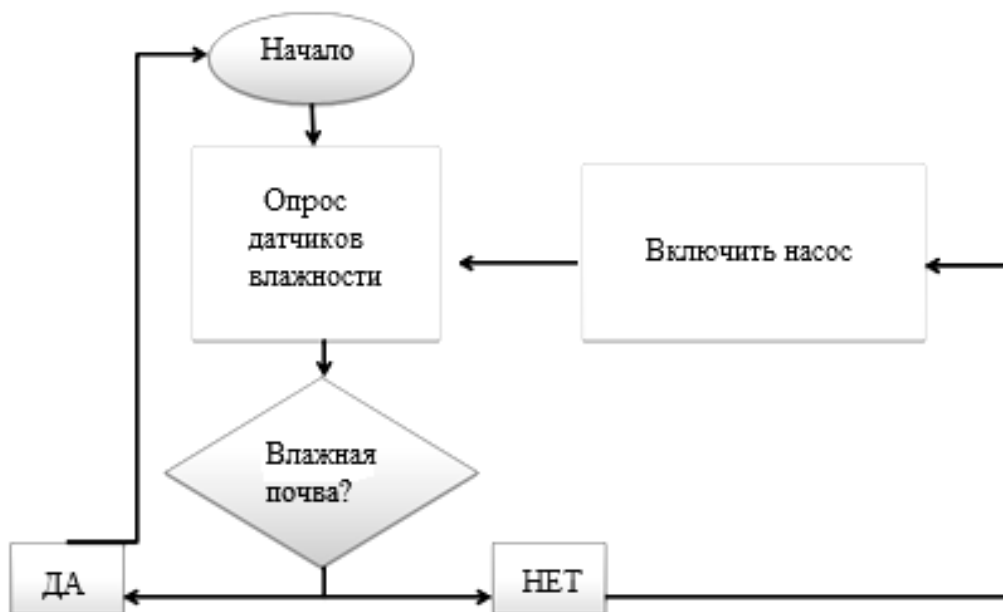 Начало
Опрос
датчиков
влажности
Включить насос
Влажная
почва?
ДА
НЕТ